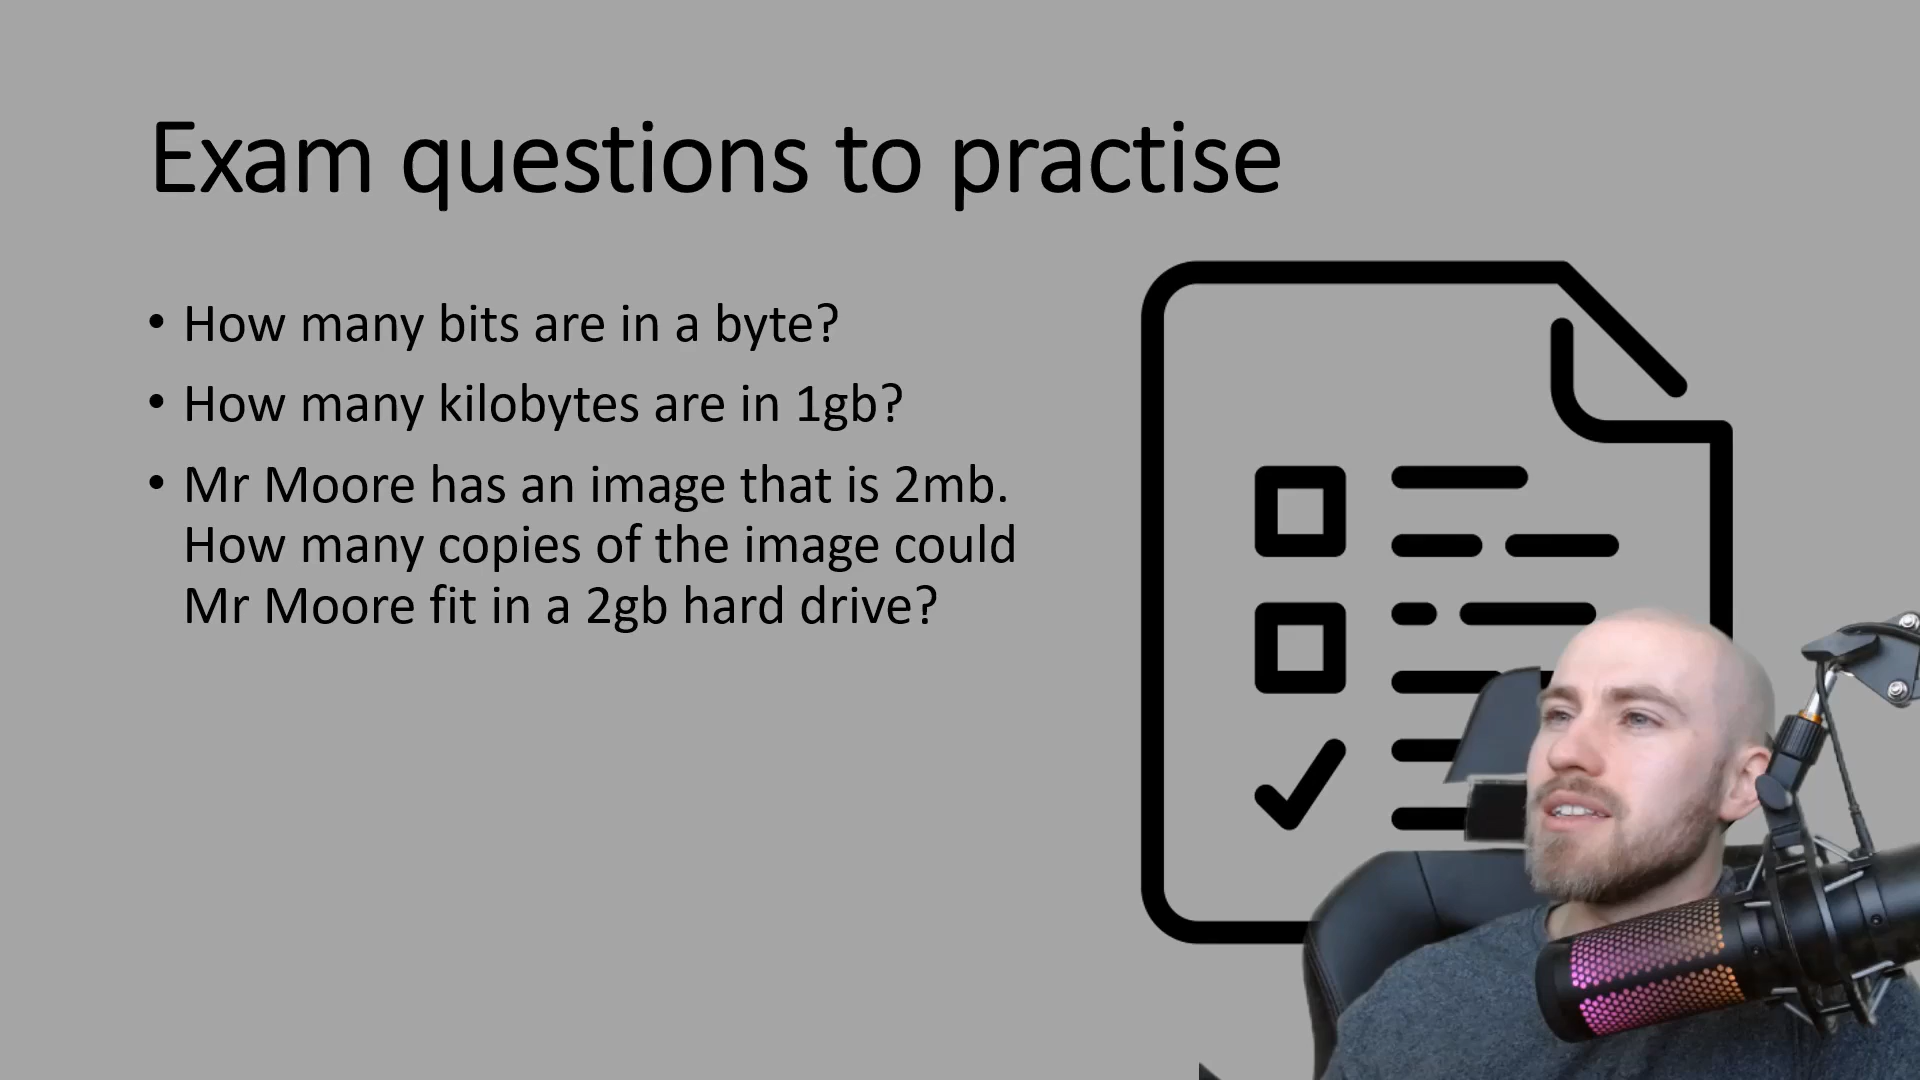 Exam questions to practise
• How many bits are in a byte?
• How many kilobytes are in 1gb?
• Mr Moore has an image that is 2mb.
How many copies of the image could
Mr Moore fit in a 2gb hard drive?